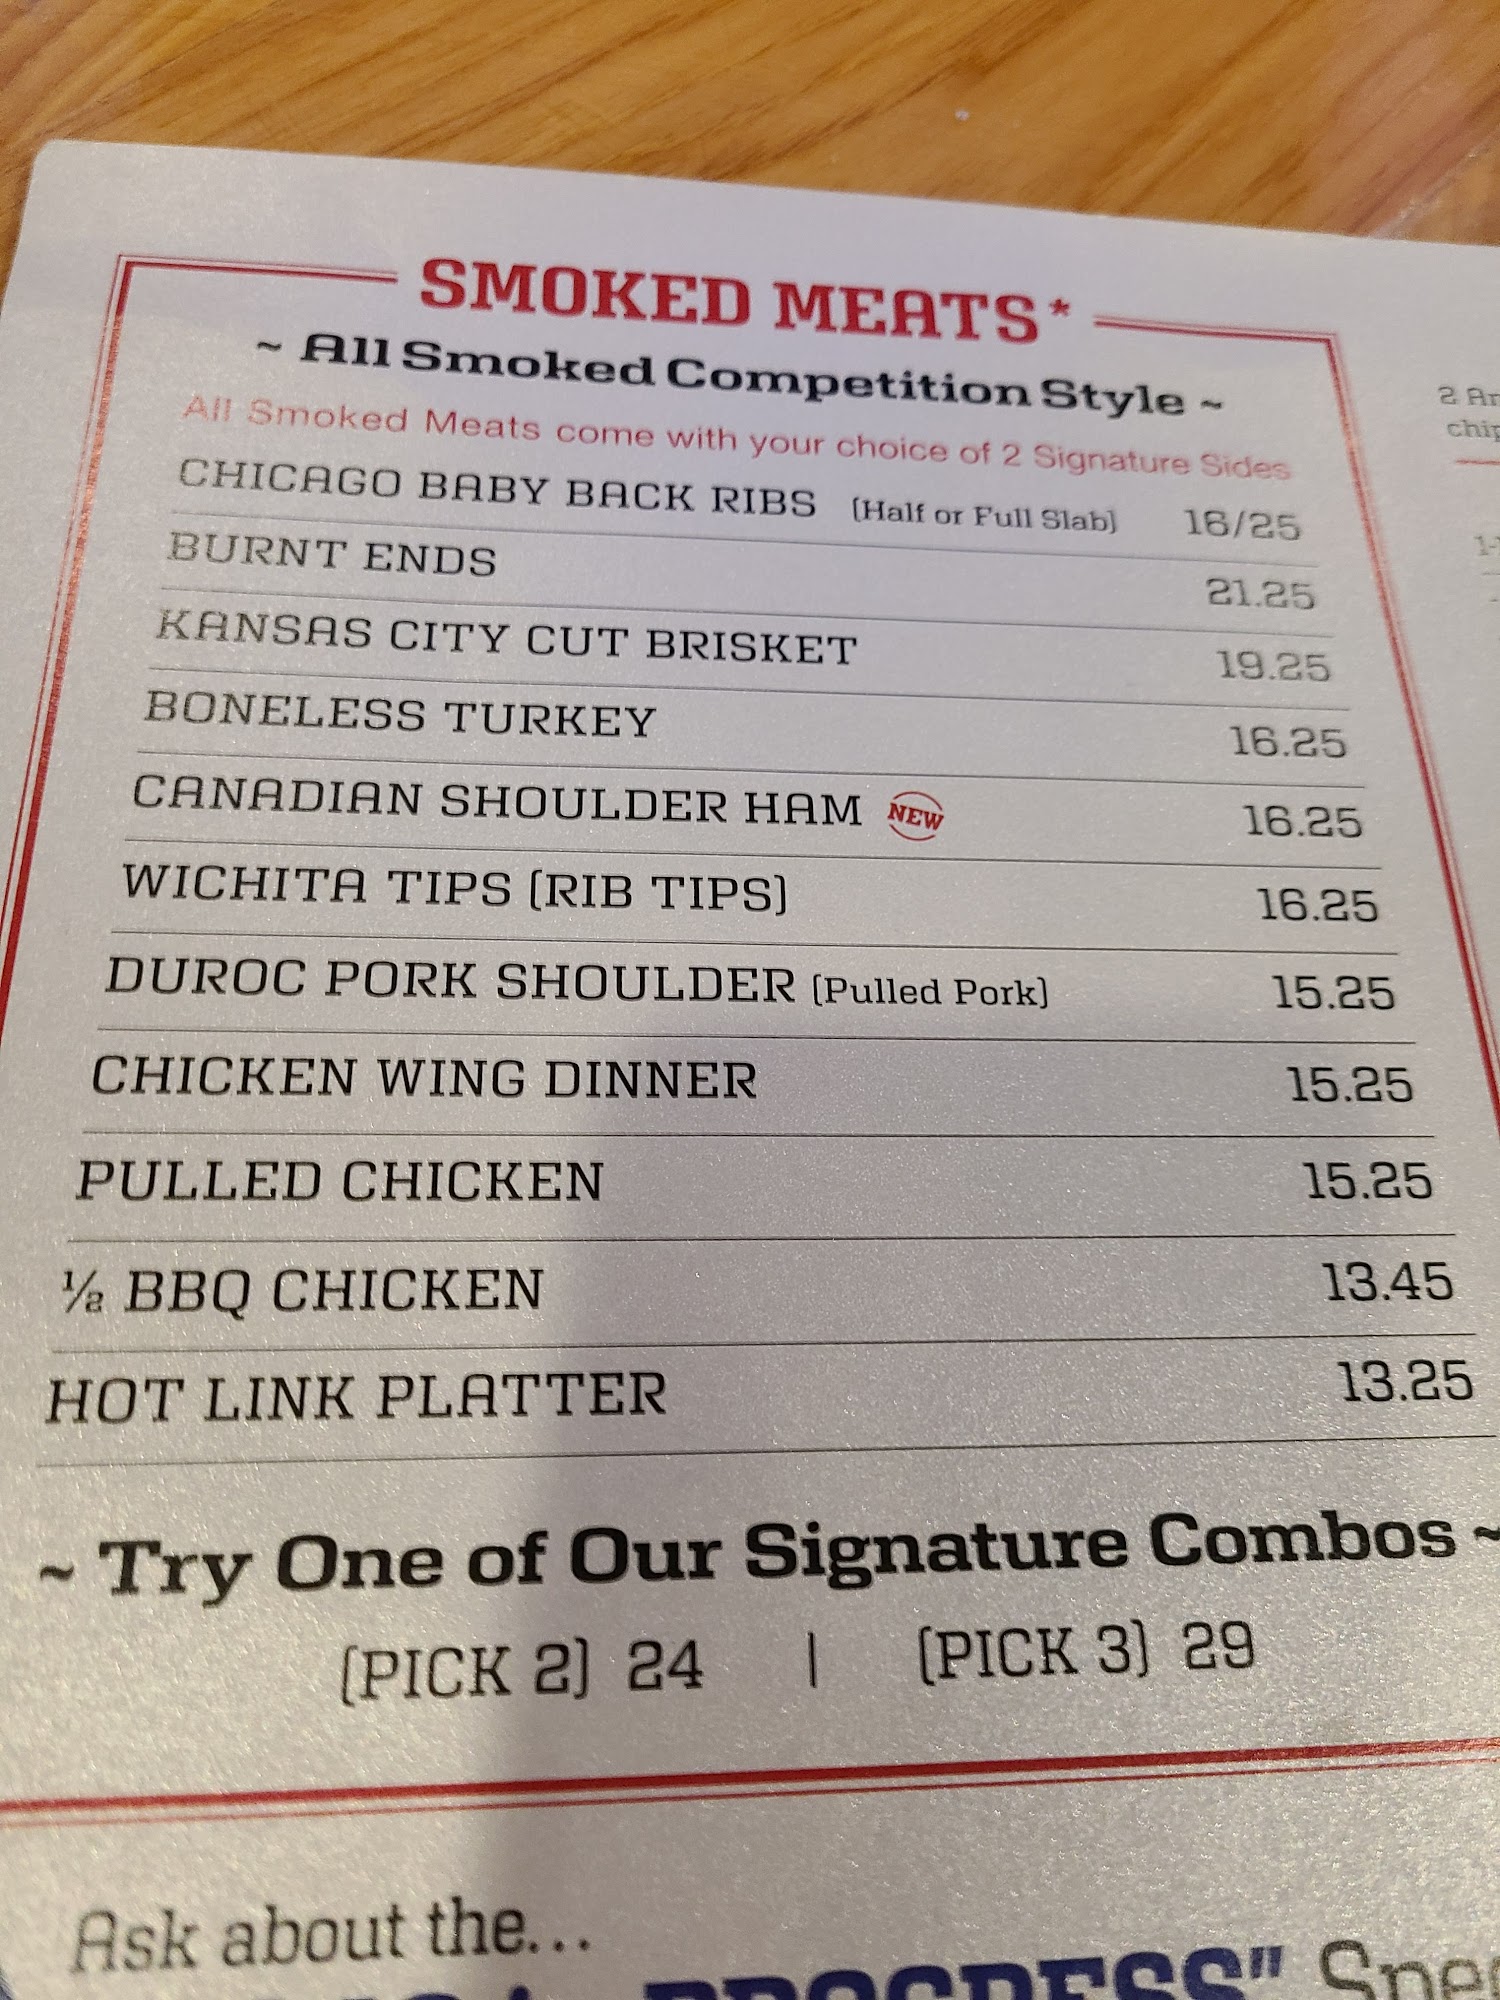 SMOKED MEATS*
~ All Smoked Competition Style ~
All Smoked Meats come with your choice of 2 Signature Sides
CHICAGO BABY BACK RIBS (Half or Full Slab) 16/25
BURNT ENDS 21.25
KANSAS CITY CUT BRISKET 19.25
BONELESS TURKEY 16.25
CANADIAN SHOULDER HAM NEW 16.25
WICHITA TIPS (RIB TIPS) 16.25
DUROC PORK SHOULDER (Pulled Pork) 15.25
CHICKEN WING DINNER 15.25
PULLED CHICKEN 15.25
½ BBQ CHICKEN 13.45
HOT LINK PLATTER 13.25
~ Try One of Our Signature Combos ~
(PICK 2) 24 | (PICK 3) 29
Ask about the...
PROGRESS"
2